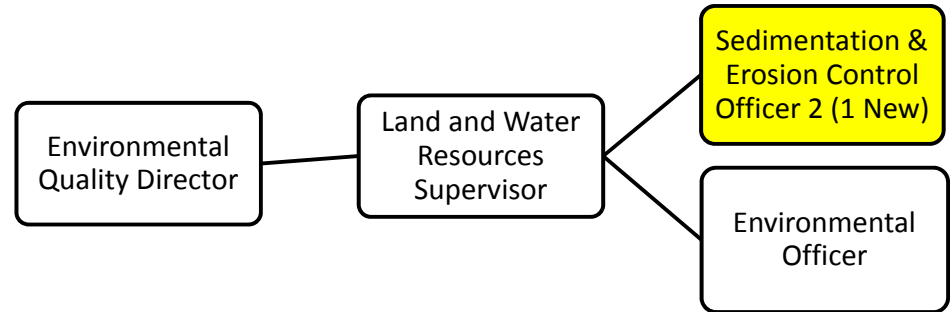 Environmental
Quality Director
Land and Water
Resources
Supervisor
Sedimentation &
Erosion Control
Officer 2 (1 New)
Environmental
Officer